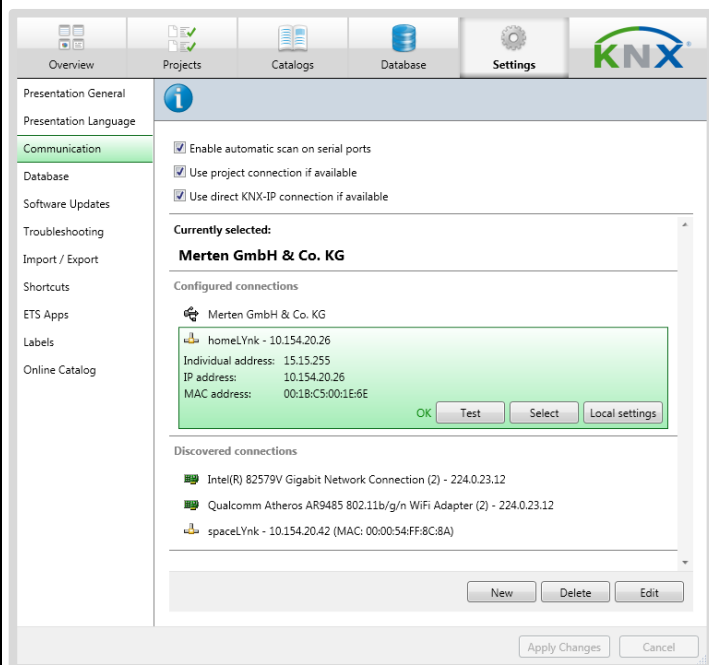 Overview
Projects
Catalogs
Database
Settings
KNX
Presentation General
Presentation Language
Communication
Database
Software Updates
Troubleshooting
Import / Export
Shortcuts
ETS Apps
Labels
Online Catalog
Enable automatic scan on serial ports
Use project connection if available
Use direct KNX-IP connection if available
Currently selected:
Merten GmbH & Co. KG
Configured connections
Merten GmbH & Co. KG
homeLYnk - 10.154.20.26
Individual address: 15.15.255
IP address: 10.154.20.26
MAC address: 00:1B:C5:00:1E:6E
OK Test Select Local settings
Discovered connections
Intel(R) 82579V Gigabit Network Connection (2) - 224.0.23.12
Qualcomm Atheros AR9485 802.11b/g/n WiFi Adapter (2) - 224.0.23.12
spaceLYnk - 10.154.20.42 (MAC: 00:00:54:FF:8C:8A)
New Delete Edit
Apply Changes Cancel